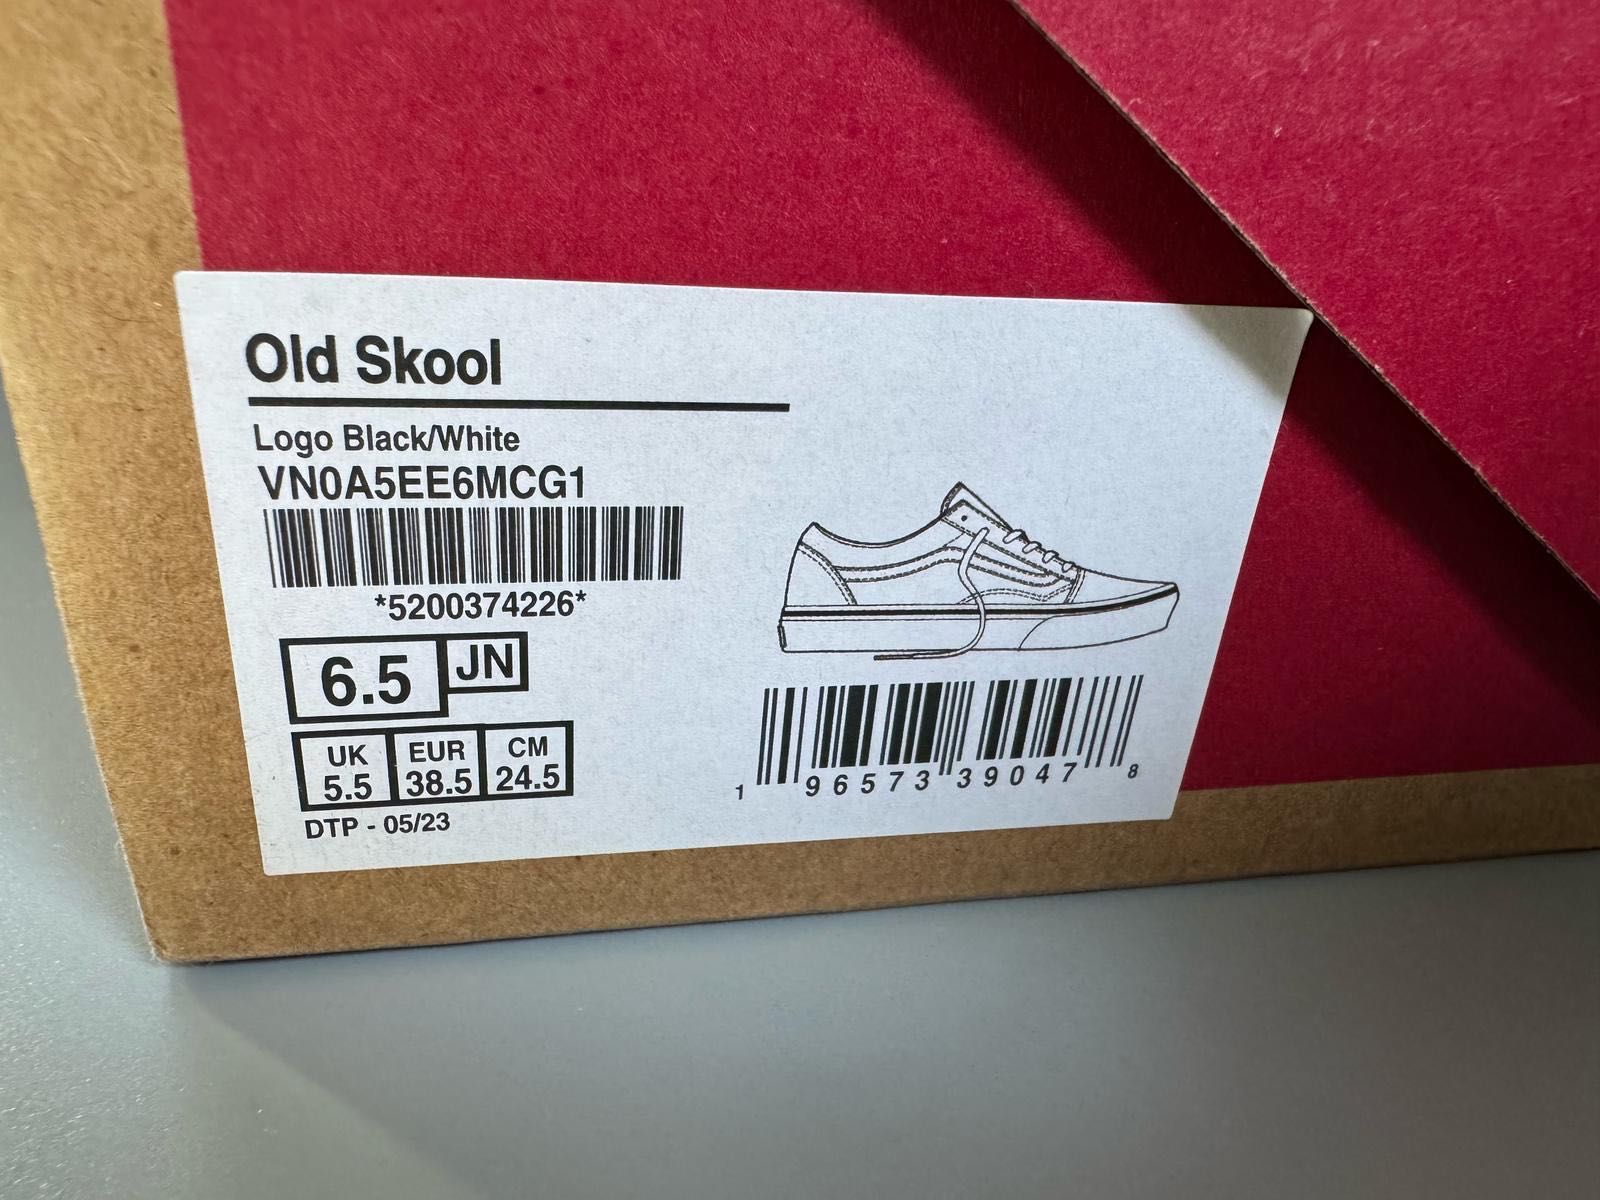 Old Skool
Logo Black/White
VN0A5EE6MCG1
*5200374226*
6.5 JN
UK EUR CM
5.5 38.5 24.5
DTP - 05/23
1 96573 39047 8